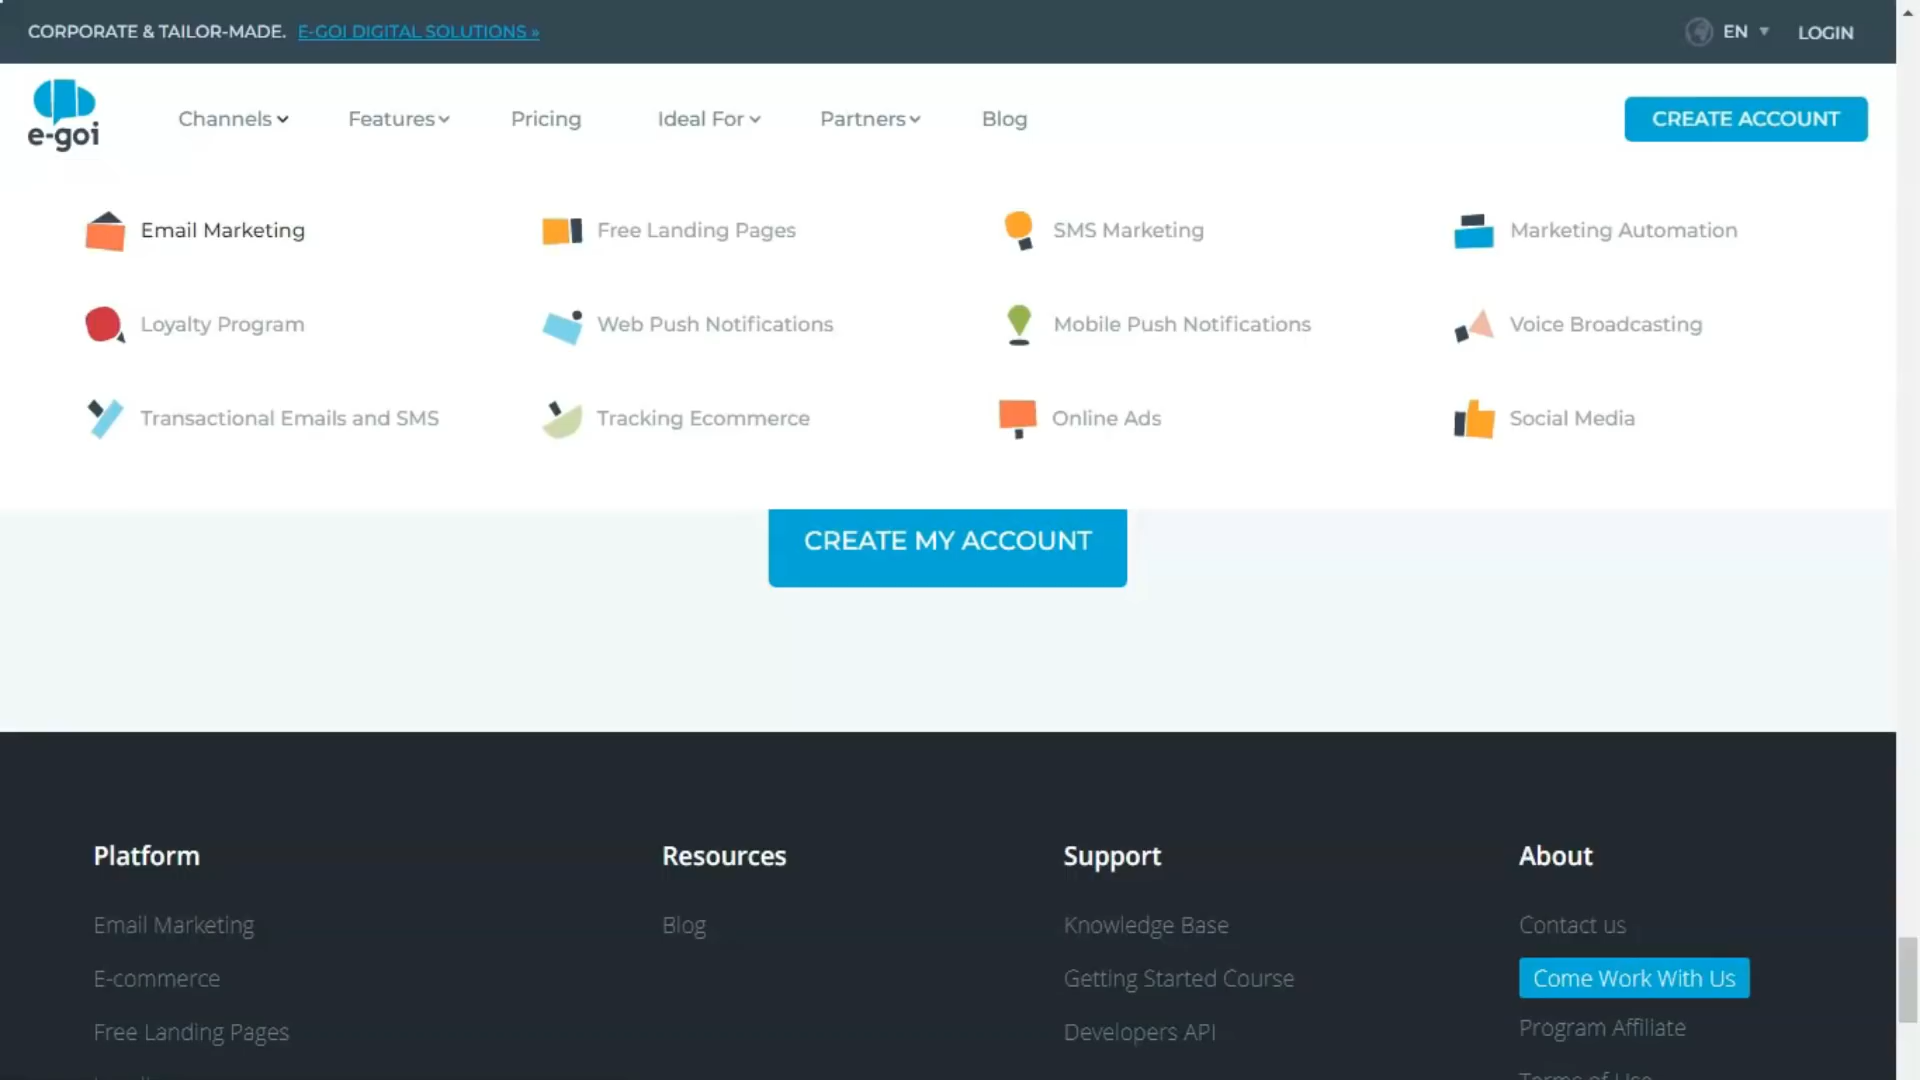 CORPORATE & TAILOR-MADE. E-GOI DIGITAL SOLUTIONS »
EN LOGIN
e-goi
Channels Features Pricing Ideal For Partners Blog
CREATE ACCOUNT
Email Marketing Free Landing Pages SMS Marketing Marketing Automation
Loyalty Program Web Push Notifications Mobile Push Notifications Voice Broadcasting
Transactional Emails and SMS Tracking Ecommerce Online Ads Social Media
CREATE MY ACCOUNT
Platform Resources Support About
Email Marketing Blog Knowledge Base Contact us
E-commerce Getting Started Course Come Work With Us
Free Landing Pages Developers API Program Affiliate
Terms of Use